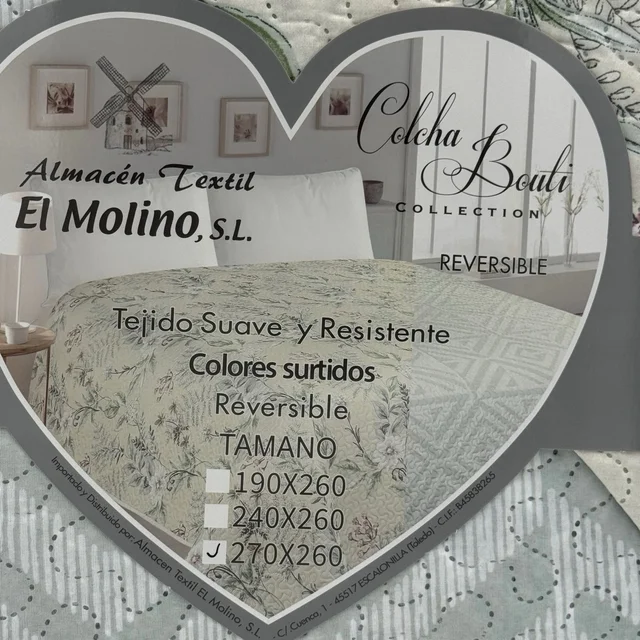 Almacén Textil
El Molino, S.L.
Colcha
Bouti
COLLECTION
REVERSIBLE
Tejido Suave y Resistente
Colores surtidos
Reversible
TAMANO
190X260
240X260
270X260
Importado y Distribuido por Almacen Textil EL Molino, S.L. C/ Cuenca, 1 - 45517 ESCALONILLA (Toledo) - C.I.F: B45858265